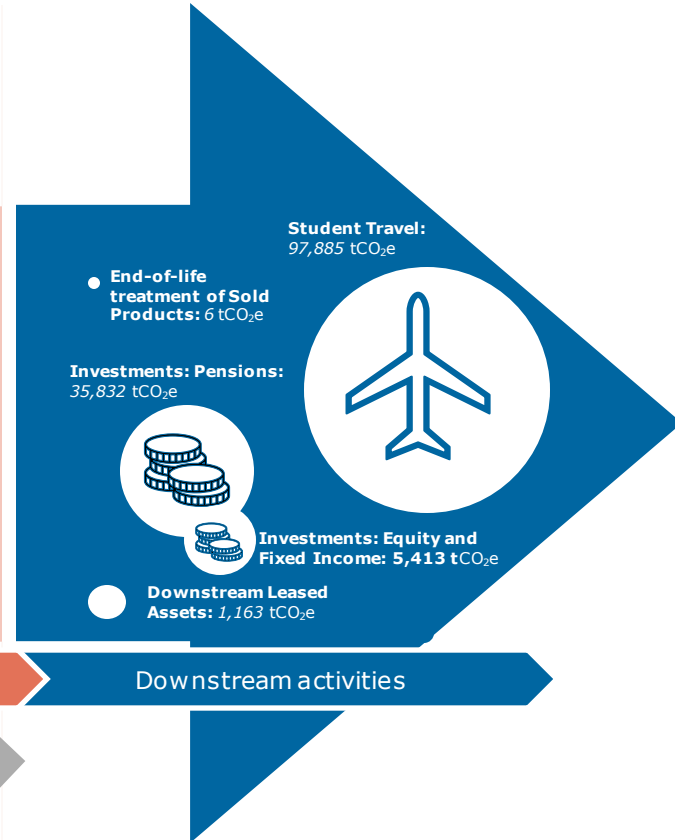 Student Travel:
97,885 tCO₂e
End-of-life
treatment of Sold
Products: 6 tCO₂e
Investments: Pensions:
35,832 tCO₂e
Investments: Equity and
Fixed Income: 5,413 tCO₂e
Downstream Leased
Assets: 1,163 tCO₂e
Downstream activities